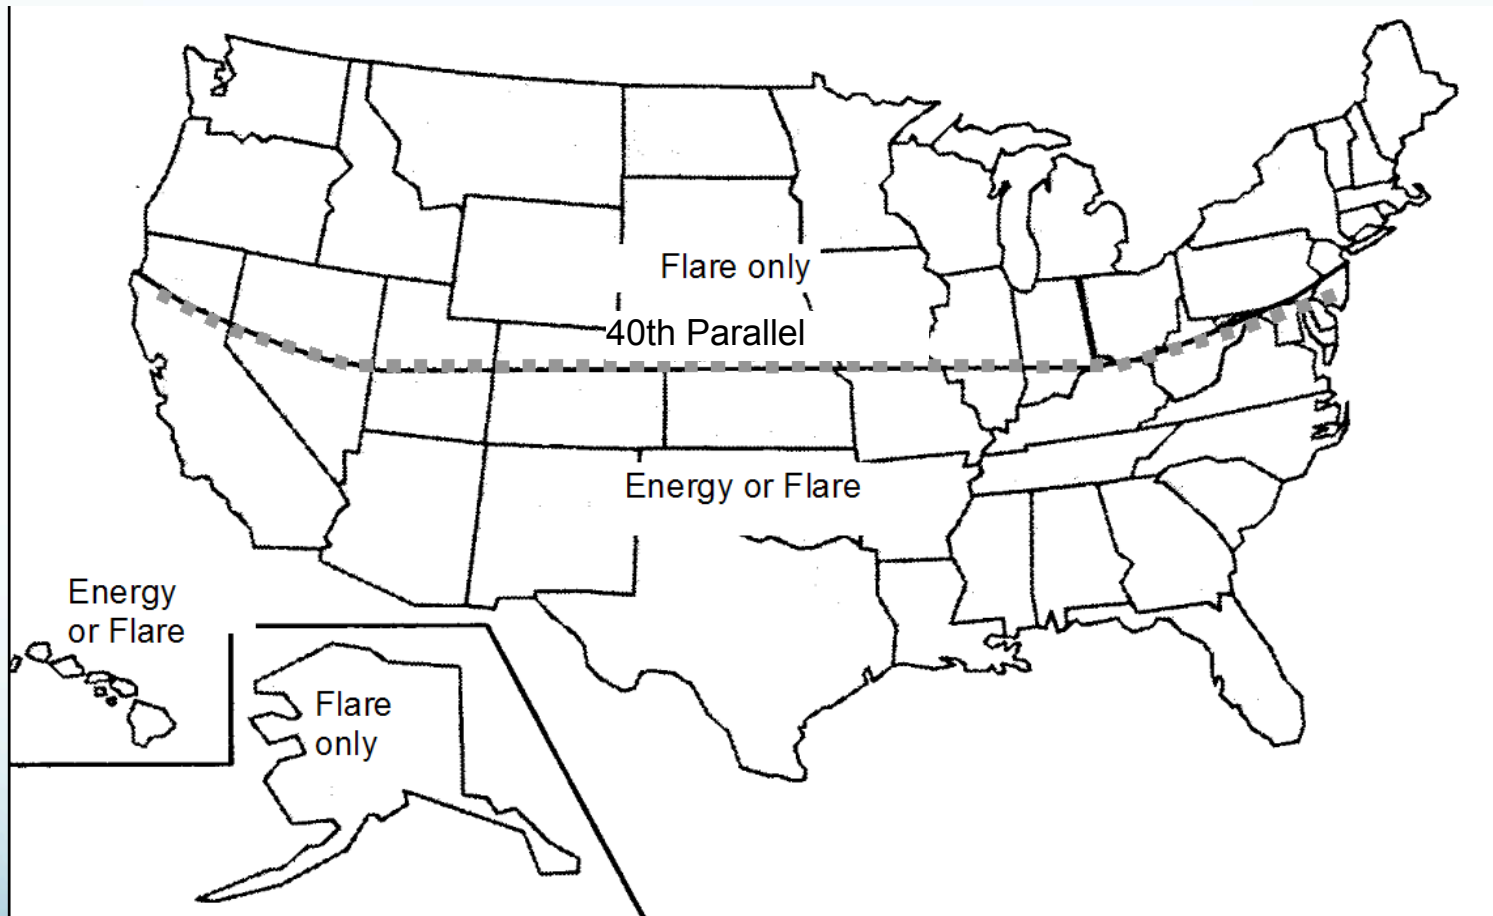 Flare only
40th Parallel
Energy or Flare
Energy
or Flare
Flare
only